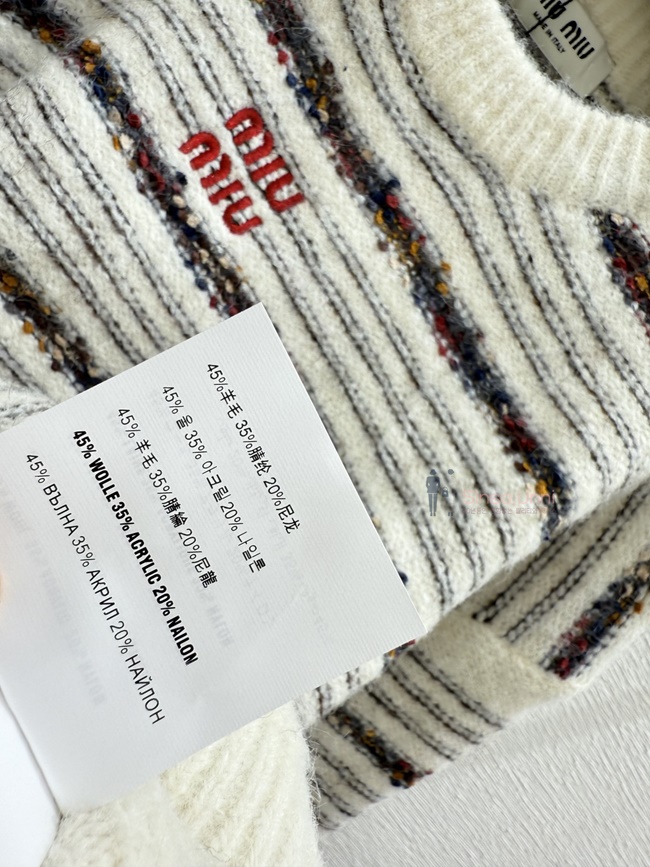 MIU MIU
MADE IN ITALY
MIU
MIU
45%羊毛 35%腈纶 20%尼龙
45% 울 35% 아크릴 20% 나일론
45% 羊毛 35%腈綸 20%尼龍
45% WOLLE 35% ACRYLIC 20% NAILON
45% ВЪЛНА 35% АКРИЛ 20% НАЙЛОН